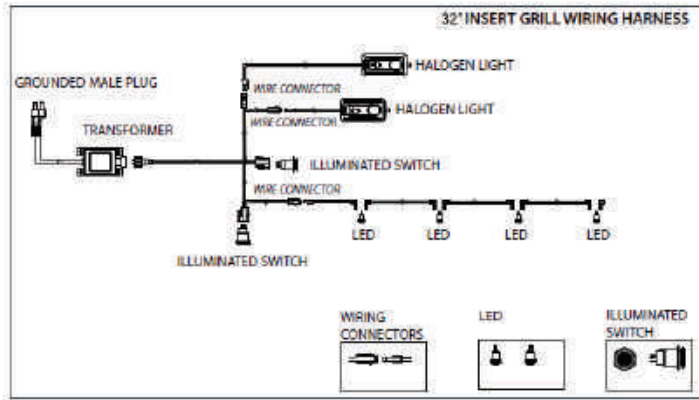 32" INSERT GRILL WIRING HARNESS
HALOGEN LIGHT
GROUNDED MALE PLUG
WIRE CONNECTOR
HALOGEN LIGHT
WIRE CONNECTOR
TRANSFORMER
ILLUMINATED SWITCH
WIRE CONNECTOR
LED
LED
LED
LED
ILLUMINATED SWITCH
WIRING
CONNECTORS
LED
ILLUMINATED
SWITCH